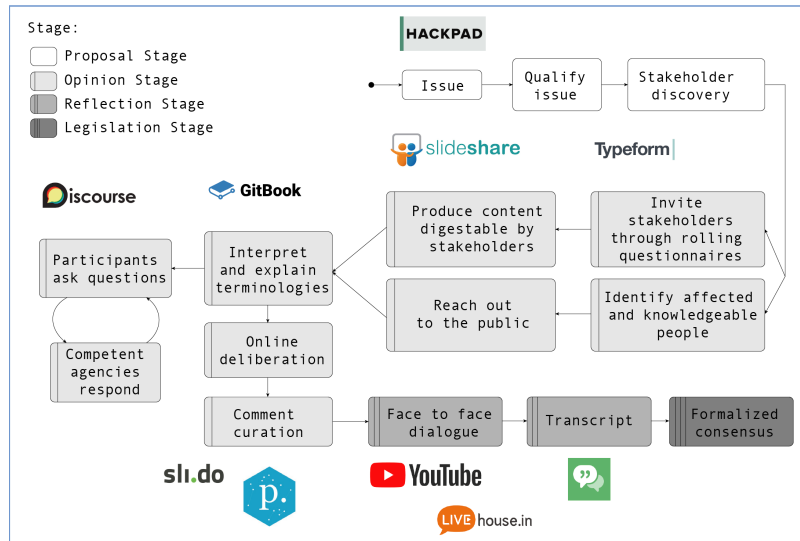 Stage:
Proposal Stage
Opinion Stage
Reflection Stage
Legislation Stage
HACKPAD
Issue
Qualify
issue
Stakeholder
discovery
slideshare
Typeform
Discourse
GitBook
Produce content
digestable by
stakeholders
Invite
stakeholders
through rolling
questionnaires
Participants
ask questions
Interpret
and explain
terminologies
Reach out
to the public
Identify affected
and knowledgeable
people
Competent
agencies
respond
Online
deliberation
Comment
curation
Face to face
dialogue
Transcript
Formalized
consensus
sli.do
p.
YouTube
LIVE house.in